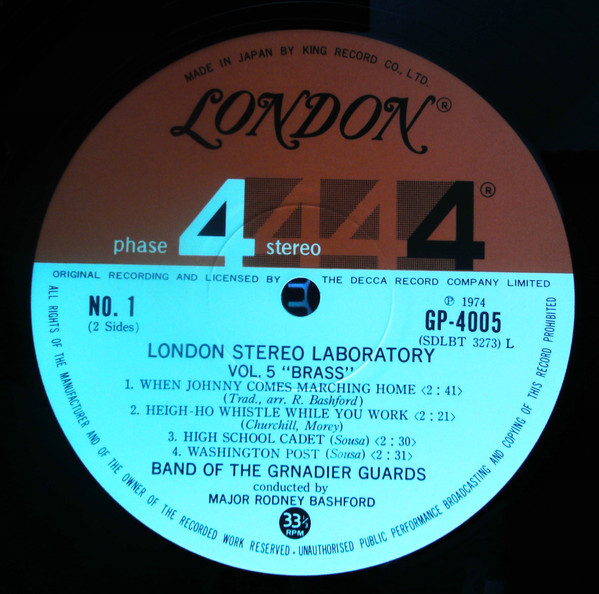 MADE IN JAPAN BY KING RECORD CO., LTD.
LONDON®
phase 4 stereo 4 4 4®
ORIGINAL RECORDING AND LICENSED BY THE DECCA RECORD COMPANY LIMITED
NO. 1
(2 Sides)
℗ 1974
GP-4005
(SDLBT 3273) L
LONDON STEREO LABORATORY
VOL. 5 "BRASS"
1. WHEN JOHNNY COMES MARCHING HOME <2:41>
(Trad., arr. R. Bashford)
2. HEIGH-HO WHISTLE WHILE YOU WORK <2:21>
(Churchill, Morey)
3. HIGH SCHOOL CADET (Sousa) <2:30>
4. WASHINGTON POST (Sousa) <2:31>
BAND OF THE GRNADIER GUARDS
conducted by
MAJOR RODNEY BASHFORD
33⅓
RPM
ALL RIGHTS OF THE MANUFACTURER AND OF THE OWNER OF THE RECORDED WORK RESERVED. UNAUTHORISED PUBLIC PERFORMANCE BROADCASTING AND COPYING OF THIS RECORD PROHIBITED